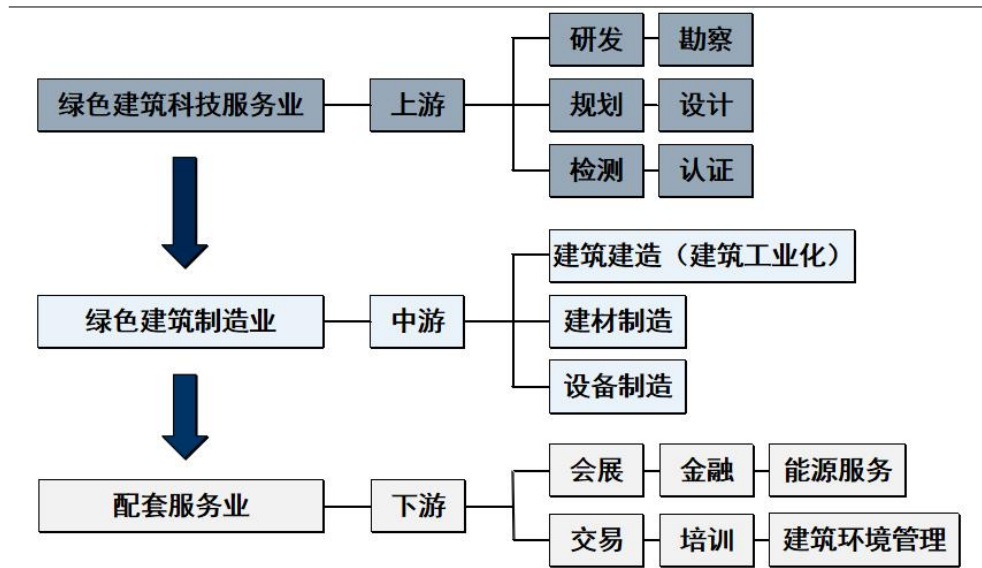 研发 勘察
绿色建筑科技服务业 上游 规划 设计
检测 认证
建筑建造（建筑工业化）
绿色建筑制造业 中游 建材制造
设备制造
会展 金融 能源服务
配套服务业 下游
交易 培训 建筑环境管理